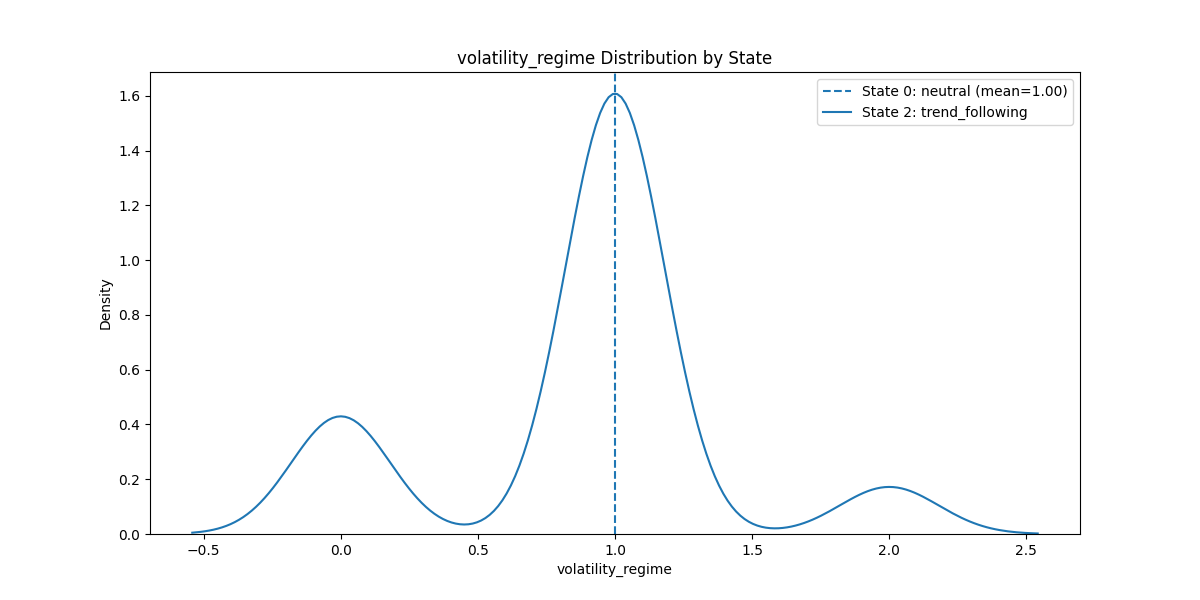 volatility_regime Distribution by State
State 0: neutral (mean=1.00)
State 2: trend_following
Density
1.6
1.4
1.2
1.0
0.8
0.6
0.4
0.2
0.0
−0.5 0.0 0.5 1.0 1.5 2.0 2.5
volatility_regime